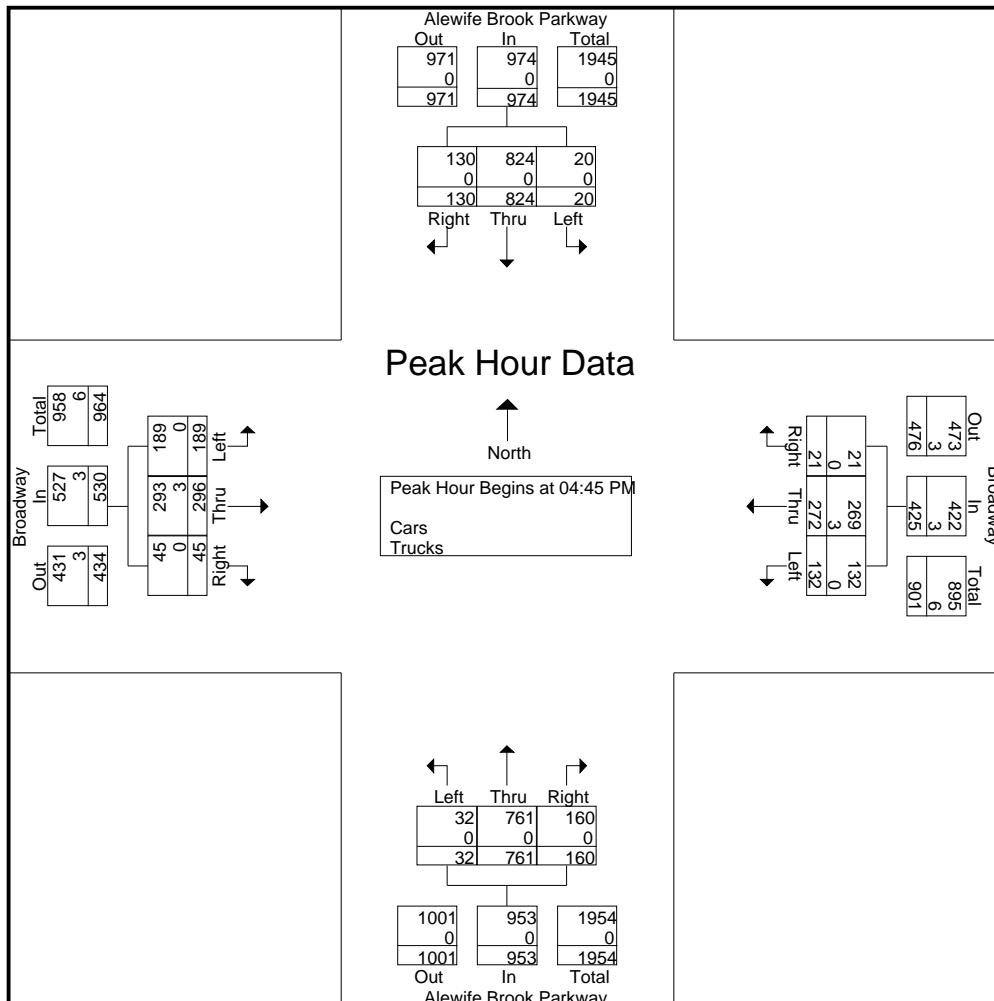 Alewife Brook Parkway
Out In Total
971 974 1945
0 0 0
971 974 1945
130 824 20
0 0 0
130 824 20
Right Thru Left
Peak Hour Data
North
Peak Hour Begins at 04:45 PM
Cars
Trucks
Broadway
Out In Total
431 527 958
3 3 6
434 530 964
Right Thru Left
45 293 189
0 3 0
45 296 189
Broadway
Out In Total
473 422 895
3 3 6
476 425 901
Right Thru Left
21 269 132
0 3 0
21 272 132
Left Thru Right
32 761 160
0 0 0
32 761 160
1001 953 1954
0 0 0
1001 953 1954
Out In Total
Alewife Brook Parkway